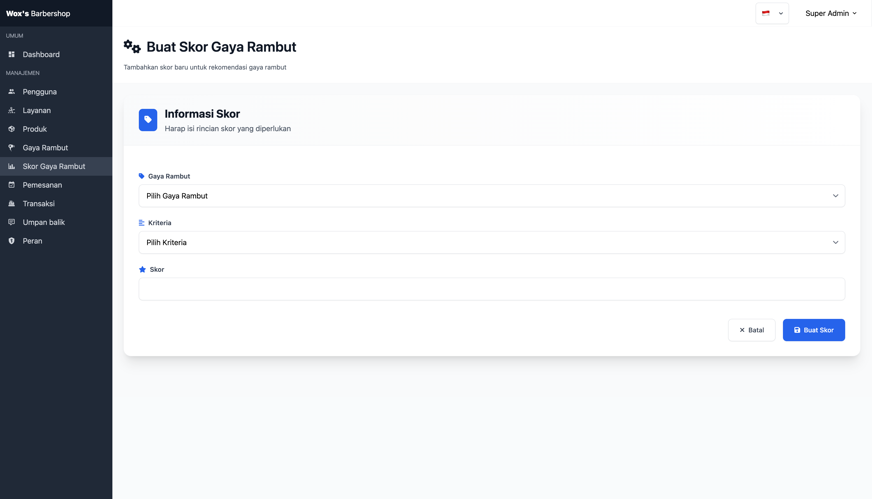 Wox's Barbershop
Super Admin
UMUM
Dashboard
MANAJEMEN
Pengguna
Layanan
Produk
Gaya Rambut
Skor Gaya Rambut
Pemesanan
Transaksi
Umpan balik
Peran
Buat Skor Gaya Rambut
Tambahkan skor baru untuk rekomendasi gaya rambut
Informasi Skor
Harap isi rincian skor yang diperlukan
Gaya Rambut
Pilih Gaya Rambut
Kriteria
Pilih Kriteria
Skor
Batal
Buat Skor